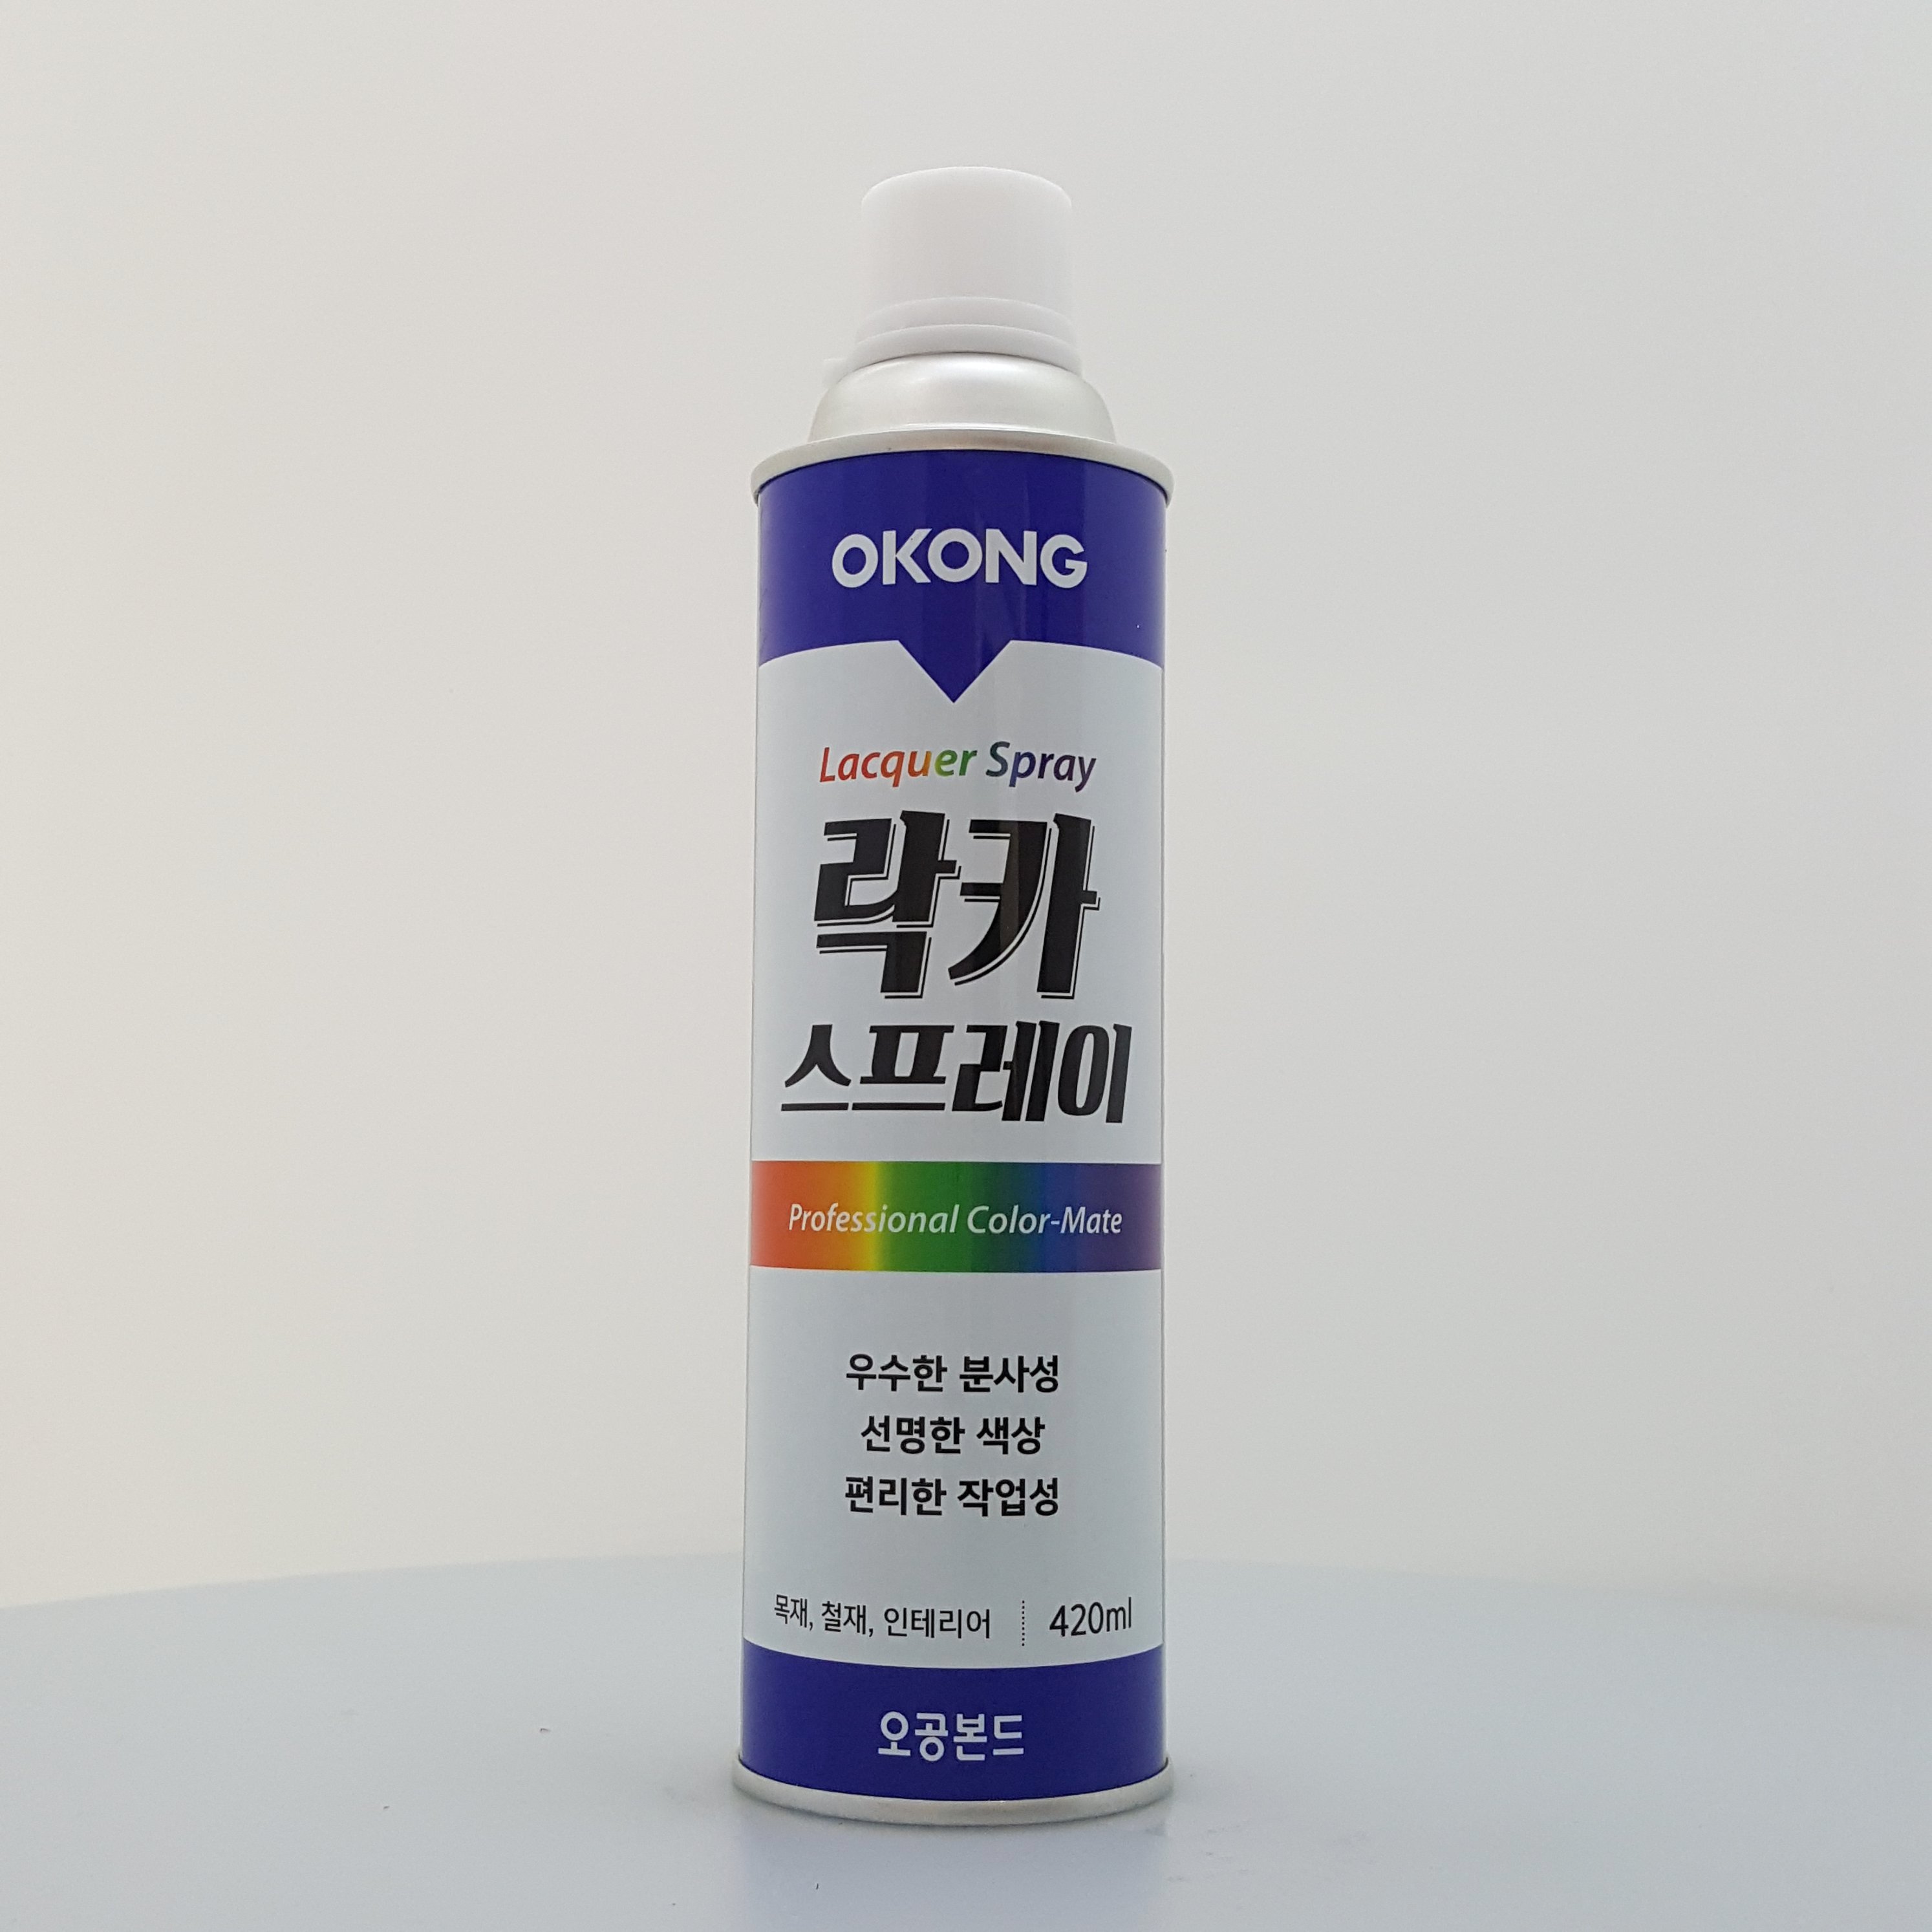 OKONG
Lacquer Spray
락카
스프레이
Professional Color-Mate
우수한 분사성
선명한 색상
편리한 작업성
목재, 철재, 인테리어 420ml
오공본드